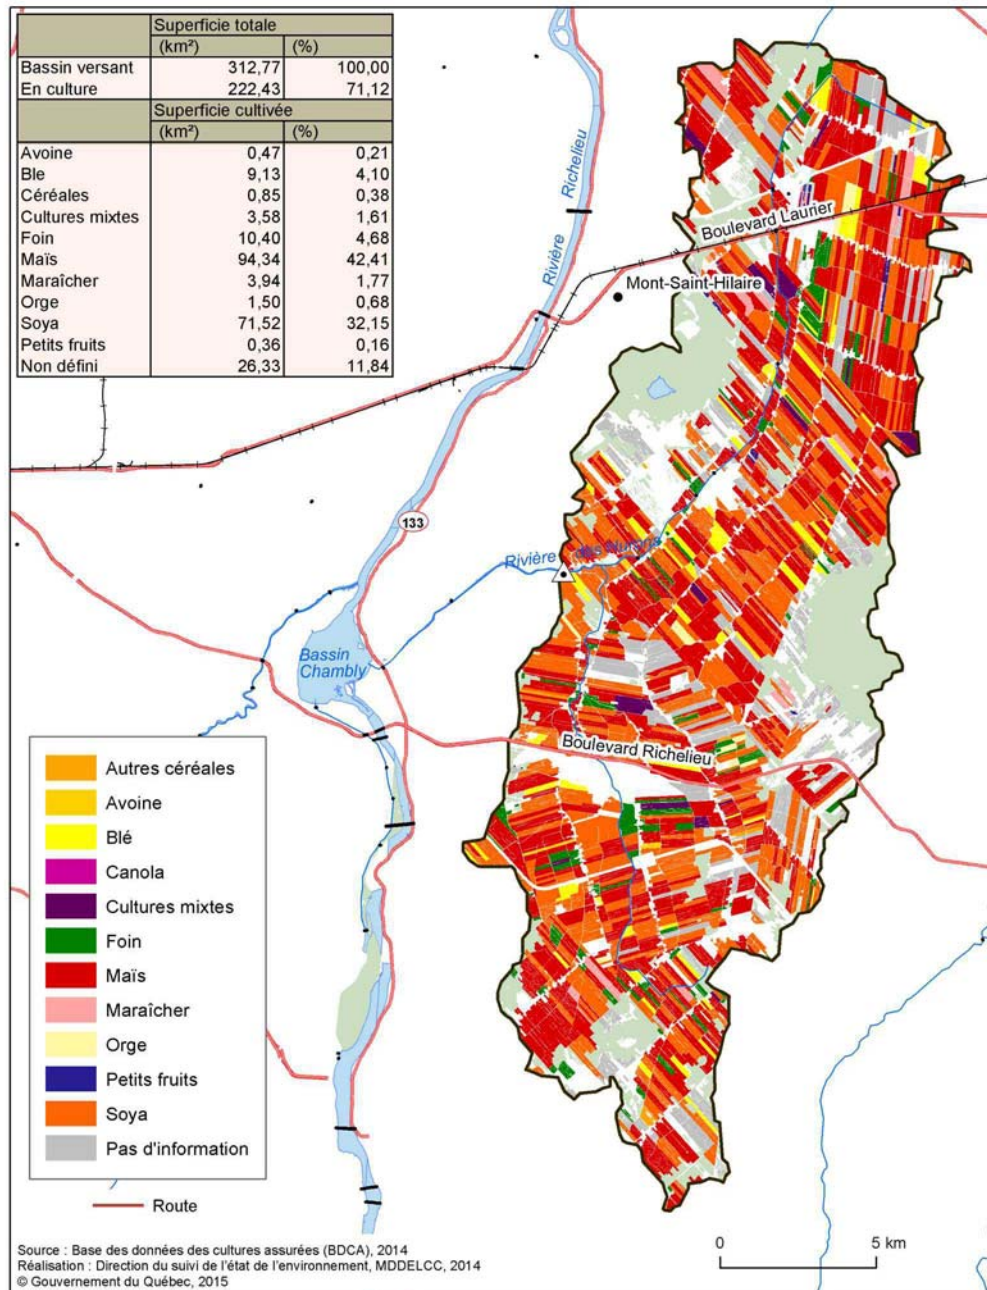 Superficie totale
(km²) (%)
Bassin versant 312,77 100,00
En culture 222,43 71,12
Superficie cultivée
(km²) (%)
Avoine 0,47 0,21
Ble 9,13 4,10
Céréales 0,85 0,38
Cultures mixtes 3,58 1,61
Foin 10,40 4,68
Maïs 94,34 42,41
Maraîcher 3,94 1,77
Orge 1,50 0,68
Soya 71,52 32,15
Petits fruits 0,36 0,16
Non défini 26,33 11,84
Rivière Richelieu
Boulevard Laurier
Mont-Saint-Hilaire
133
Rivière des Hurons
Bassin
Chambly
Boulevard Richelieu
Autres céréales
Avoine
Blé
Canola
Cultures mixtes
Foin
Maïs
Maraîcher
Orge
Petits fruits
Soya
Pas d'information
Route
0 5 km
Source : Base des données des cultures assurées (BDCA), 2014
Réalisation : Direction du suivi de l'état de l'environnement, MDDELCC, 2014
© Gouvernement du Québec, 2015